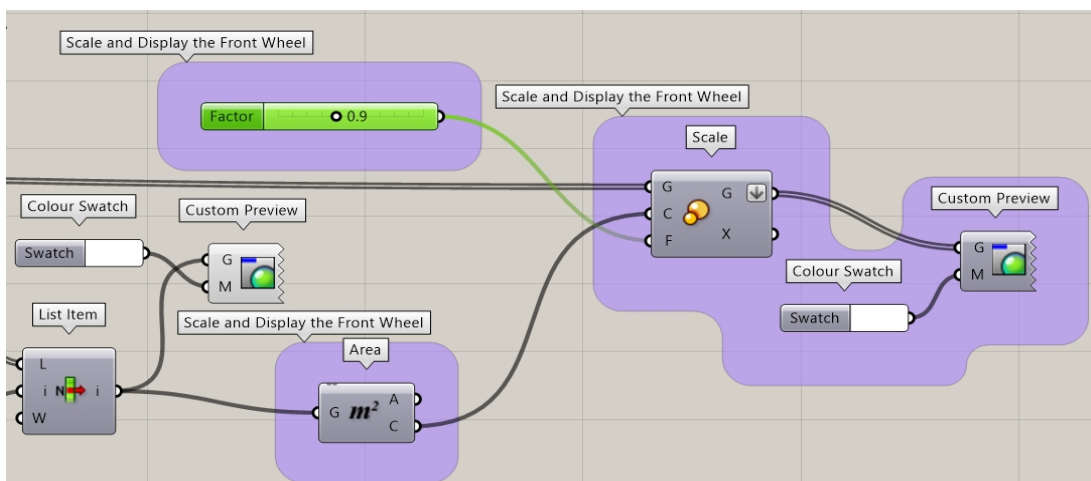 Scale and Display the Front Wheel
Factor 0.9
Scale and Display the Front Wheel
Scale
G G
C
F X
Colour Swatch
Swatch
Custom Preview
G
M
Custom Preview
G
M
Colour Swatch
Swatch
List Item
L
i N i
W
Scale and Display the Front Wheel
Area
G m² A
C